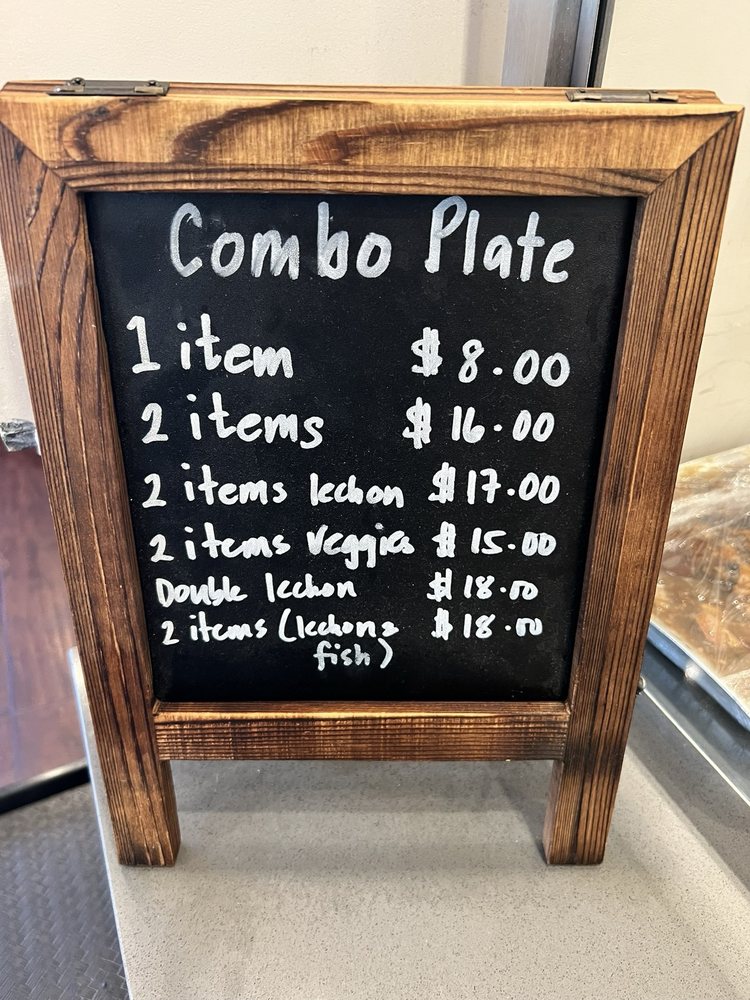 Combo Plate
1 item $8.00
2 items $16.00
2 items lechon $17.00
2 items veggies $15.00
Double lechon $18.00
2 items (lechon & $18.00
fish)